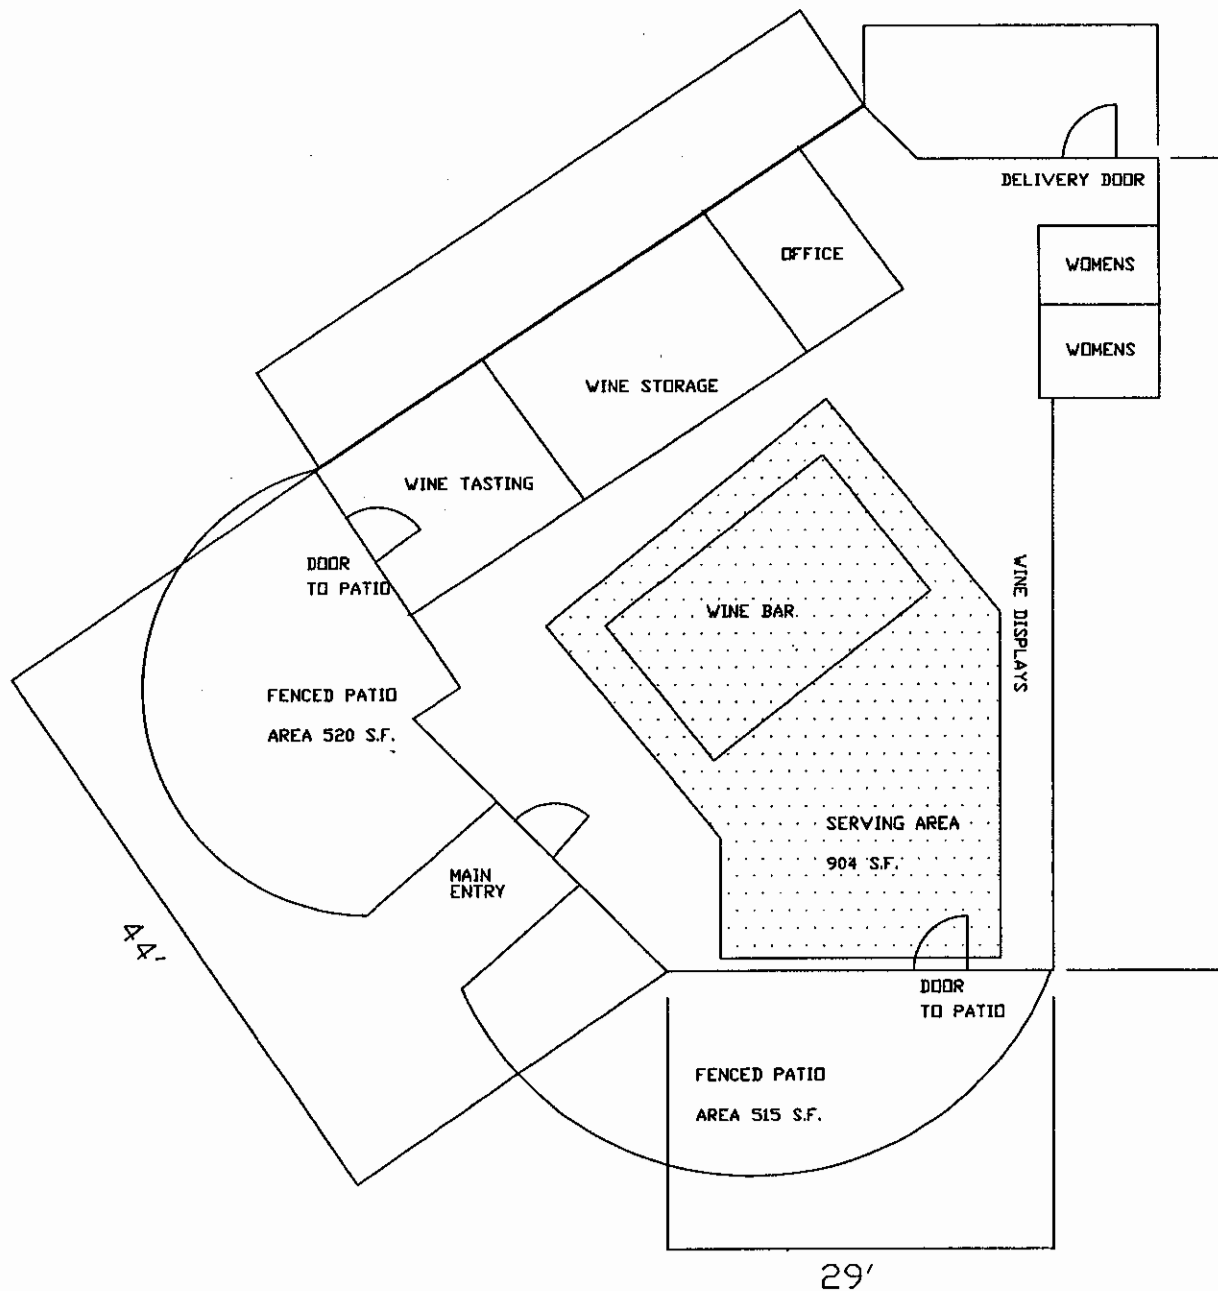 DELIVERY DOOR
OFFICE
WOMENS
WOMENS
WINE STORAGE
WINE TASTING
DOOR
TO PATIO
WINE DISPLAYS
WINE BAR
FENCED PATIO
AREA 520 S.F.
SERVING AREA
904 S.F.
MAIN
ENTRY
44'
DOOR
TO PATIO
FENCED PATIO
AREA 515 S.F.
29'